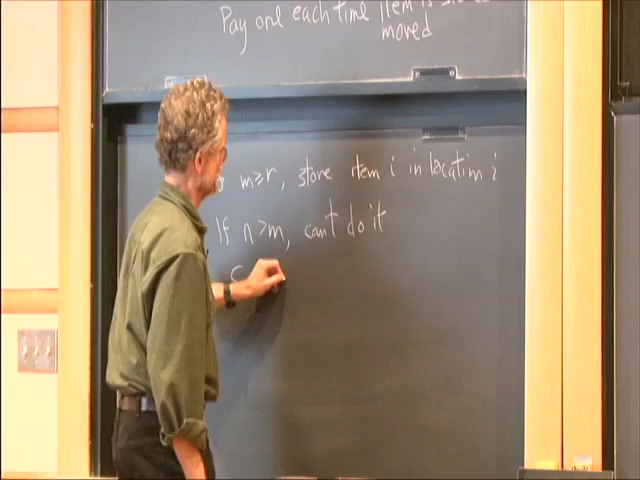 Pay one each time item is
moved
m≥r, store item i in location i
If n>m, can't do it
C